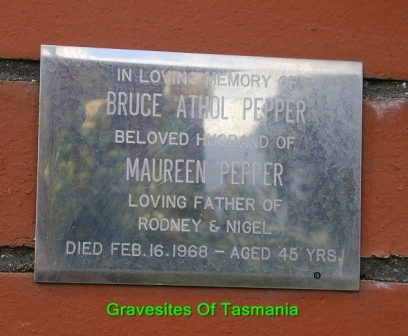 IN LOVING MEMORY OF
BRUCE ATHOL PEPPER
BELOVED HUSBAND OF
MAUREEN PEPPER
LOVING FATHER OF
RODNEY & NIGEL
DIED FEB. 16. 1968 – AGED 45 YRS.
Gravesites Of Tasmania